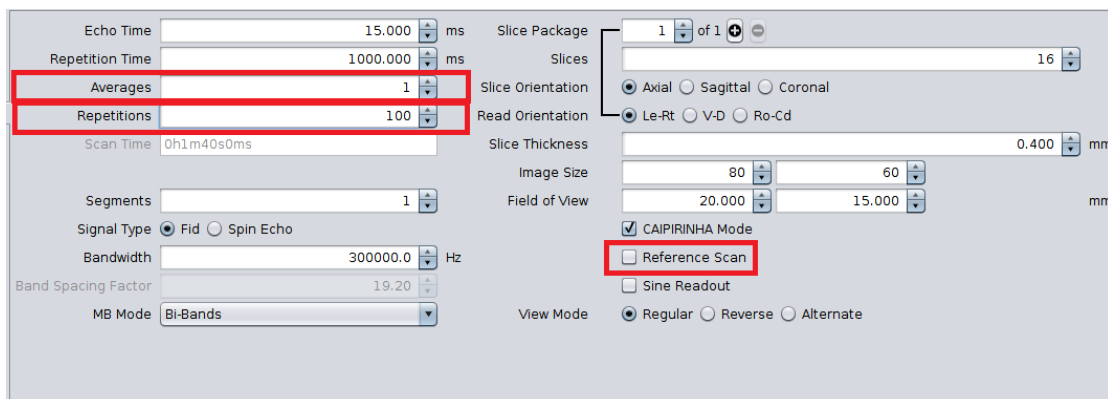 Echo Time 15.000 ms Slice Package 1 of 1
Repetition Time 1000.000 ms Slices 16
Averages 1 Slice Orientation Axial Sagittal Coronal
Repetitions 100 Read Orientation Le-Rt V-D Ro-Cd
Scan Time 0h1m40s0ms Slice Thickness 0.400 mm
Image Size 80 60
Segments 1 Field of View 20.000 15.000 mm
Signal Type Fid Spin Echo CAIPIRINHA Mode
Bandwidth 300000.0 Hz Reference Scan
Band Spacing Factor 19.20 Sine Readout
MB Mode Bi-Bands View Mode Regular Reverse Alternate